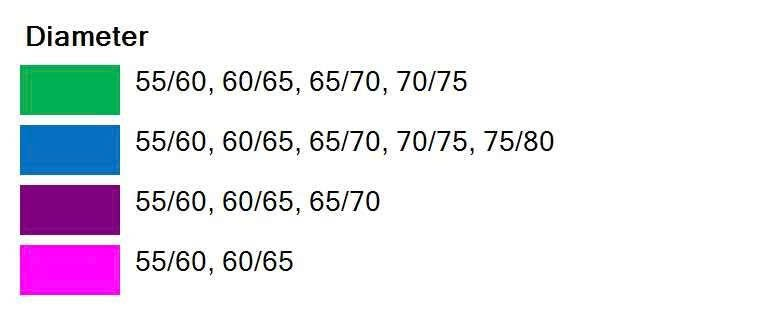 Diameter
55/60, 60/65, 65/70, 70/75
55/60, 60/65, 65/70, 70/75, 75/80
55/60, 60/65, 65/70
55/60, 60/65